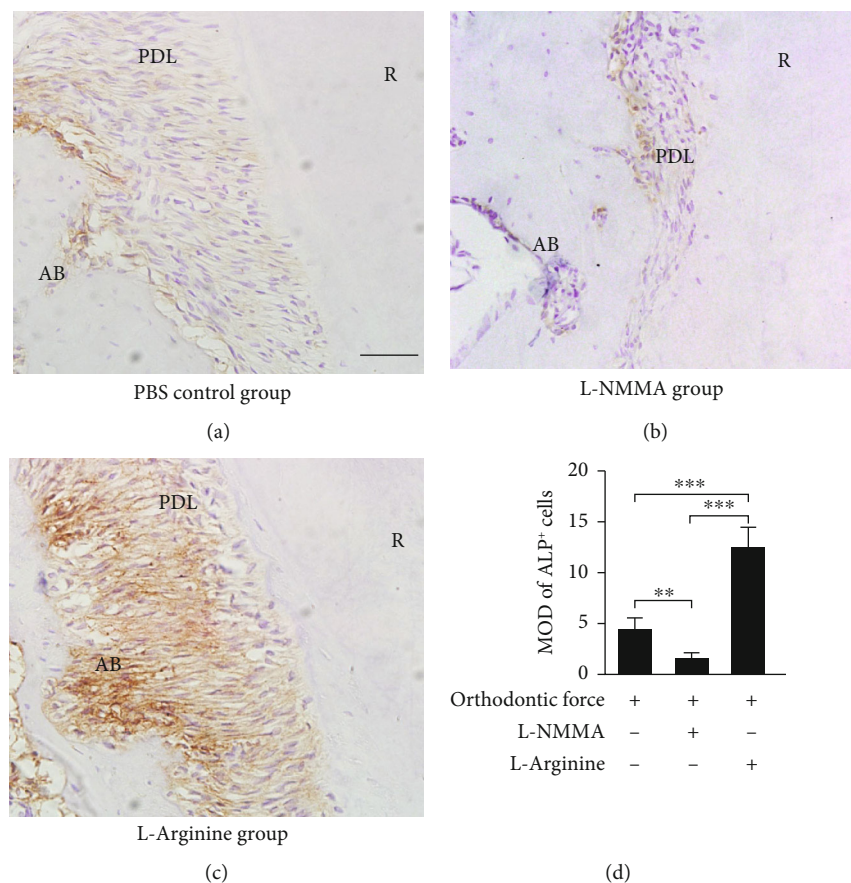 PDL
R
AB
PBS control group
(a)
PDL
R
AB
L-NMMA group
(b)
PDL
R
AB
L-Arginine group
(c)
20
15
10
5
0
MOD of ALP⁺ cells
***
***
**
Orthodontic force + + +
L-NMMA – + –
L-Arginine – – +
(d)